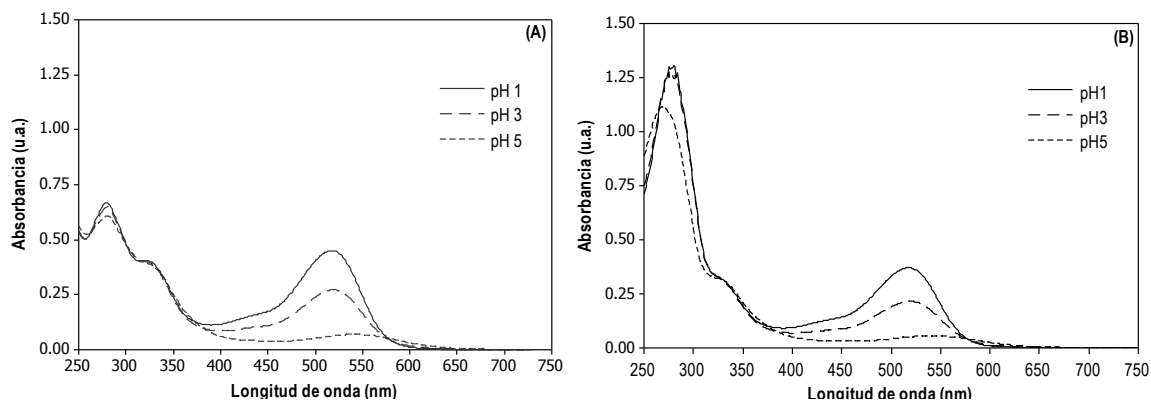 (A)
Absorbancia (u.a.)
1.50
1.25
1.00
0.75
0.50
0.25
0.00
pH 1
pH 3
pH 5
250 300 350 400 450 500 550 600 650 700 750
Longitud de onda (nm)
(B)
Absorbancia (u.a.)
1.50
1.25
1.00
0.75
0.50
0.25
0.00
pH1
pH3
pH5
250 300 350 400 450 500 550 600 650 700 750
Longitud de onda (nm)